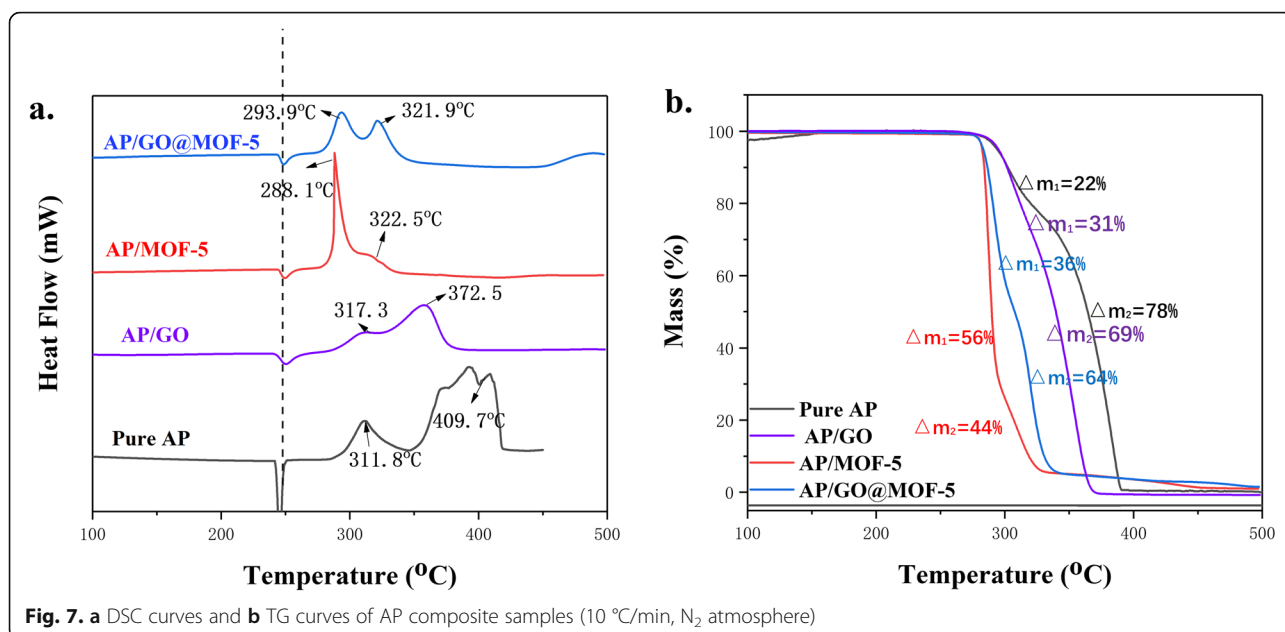 a.
293.9℃
321.9℃
AP/GO@MOF-5
288.1℃
322.5℃
AP/MOF-5
317.3
372.5
AP/GO
409.7℃
Pure AP
311.8℃
Heat Flow (mW)
100 200 300 400 500
Temperature (⁰C)
b.
100
80
60
40
20
0
Mass (%)
△ m₁=22%
△ m₁=31%
△ m₁=36%
△ m₂=78%
△ m₁=56%
△ m₂=69%
△ m₂=64%
△ m₂=44%
Pure AP
AP/GO
AP/MOF-5
AP/GO@MOF-5
100 200 300 400 500
Temperature (⁰C)
Fig. 7. a DSC curves and b TG curves of AP composite samples (10 °C/min, N₂ atmosphere)